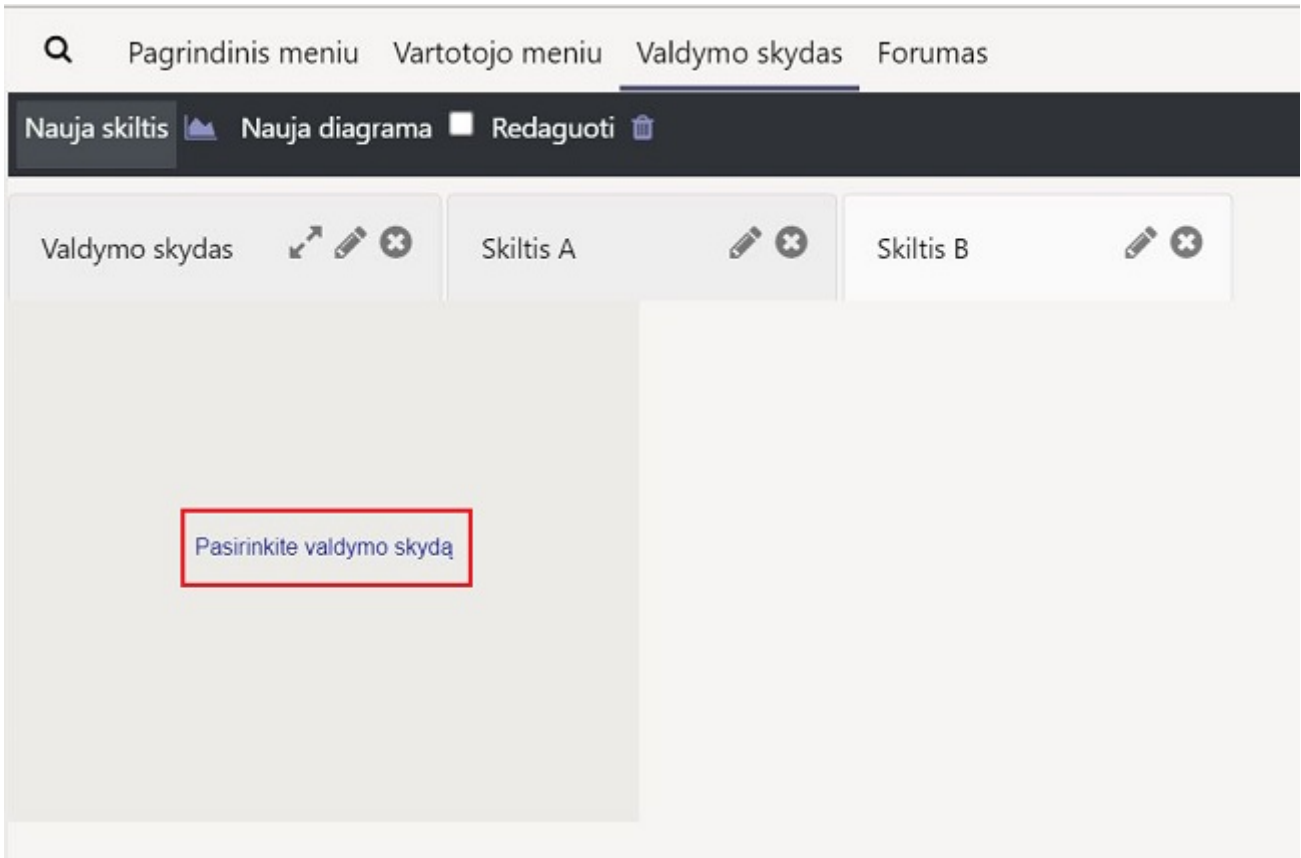 Pagrindinis meniu Vartotojo meniu Valdymo skydas Forumas
Nauja skiltis Nauja diagrama Redaguoti
Valdymo skydas Skiltis A Skiltis B
Pasirinkite valdymo skydą